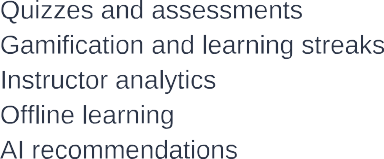 Quizzes and assessments
Gamification and learning streaks
Instructor analytics
Offline learning
AI recommendations